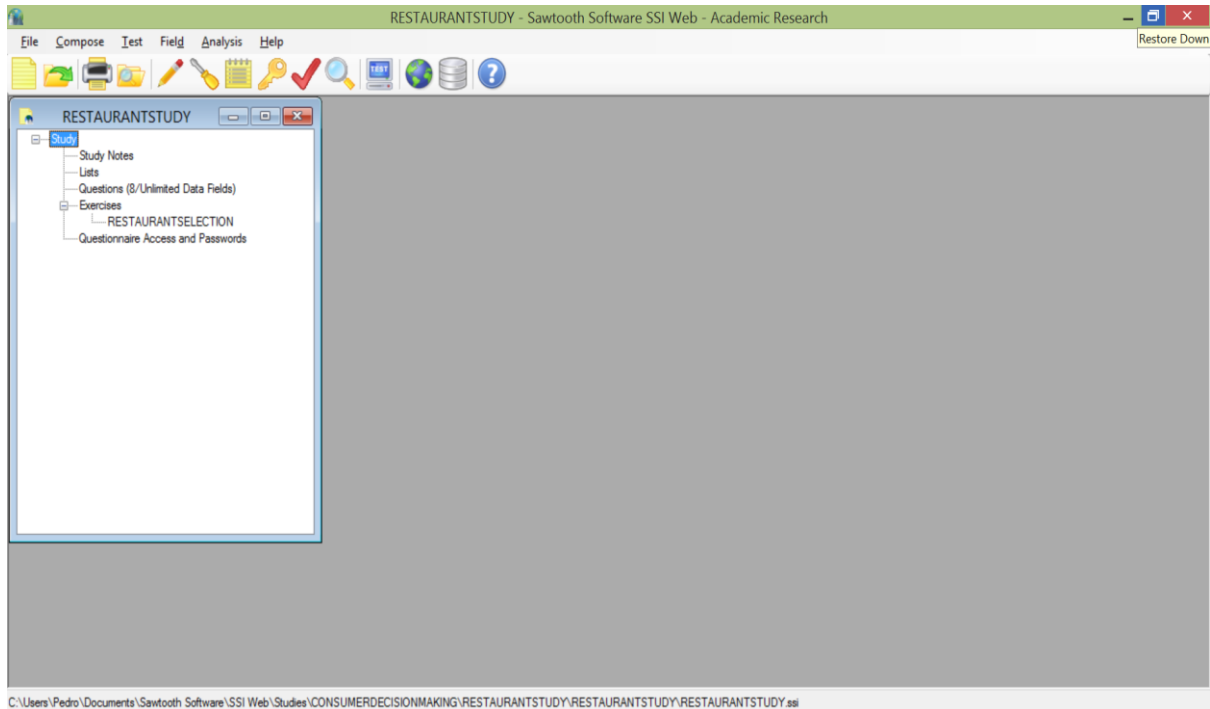 RESTAURANTSTUDY - Sawtooth Software SSI Web - Academic Research
File Compose Test Field Analysis Help
Restore Down
TEST
RESTAURANTSTUDY
Study
Study Notes
Lists
Questions (8/Unlimited Data Fields)
Exercises
RESTAURANTSELECTION
Questionnaire Access and Passwords
C:\Users\Pedro\Documents\Sawtooth Software\SSI Web\Studies\CONSUMERDECISIONMAKING\RESTAURANTSTUDY\RESTAURANTSTUDY\RESTAURANTSTUDY.ssi